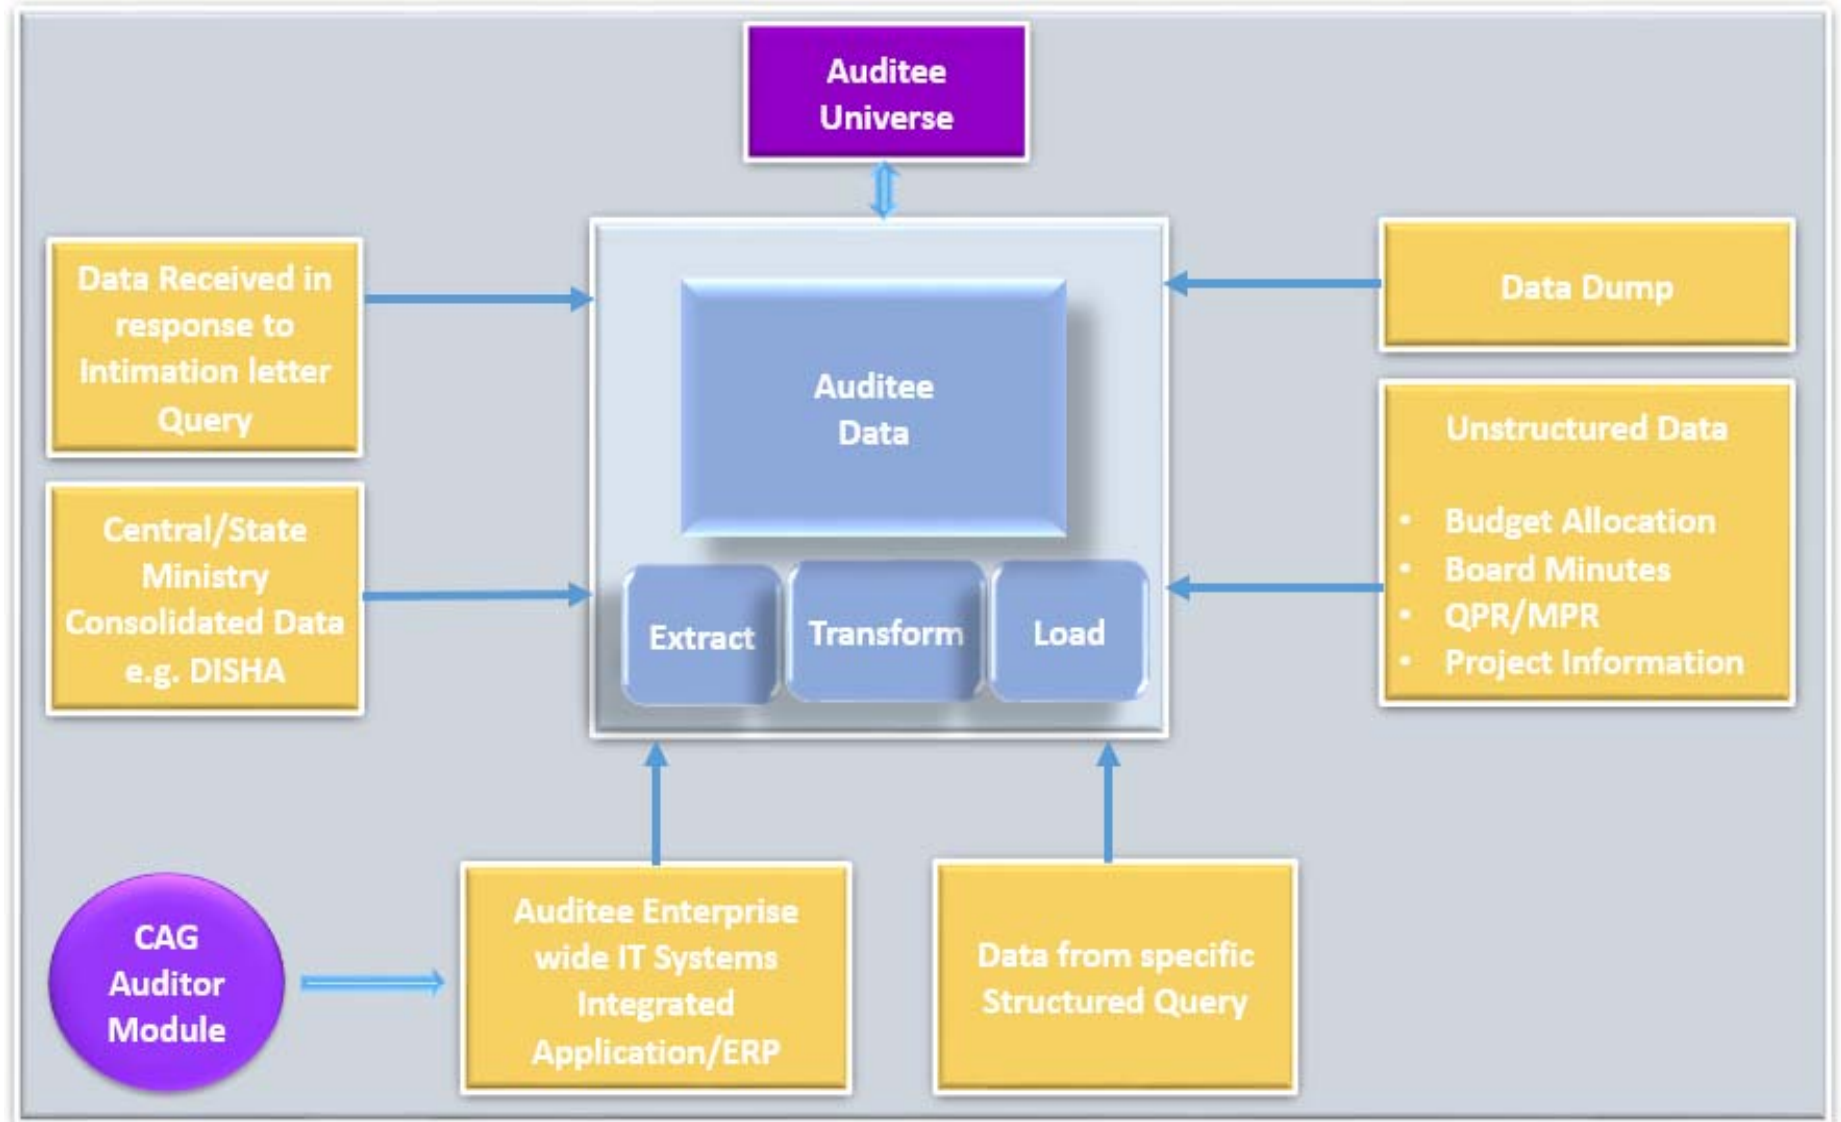 Auditee
Universe
Data Received in
response to
Intimation letter
Query
Data Dump
Auditee
Data
Unstructured Data
• Budget Allocation
• Board Minutes
• QPR/MPR
• Project Information
Central/State
Ministry
Consolidated Data
e.g. DISHA
Extract
Transform
Load
CAG
Auditor
Module
Auditee Enterprise
wide IT Systems
Integrated
Application/ERP
Data from specific
Structured Query